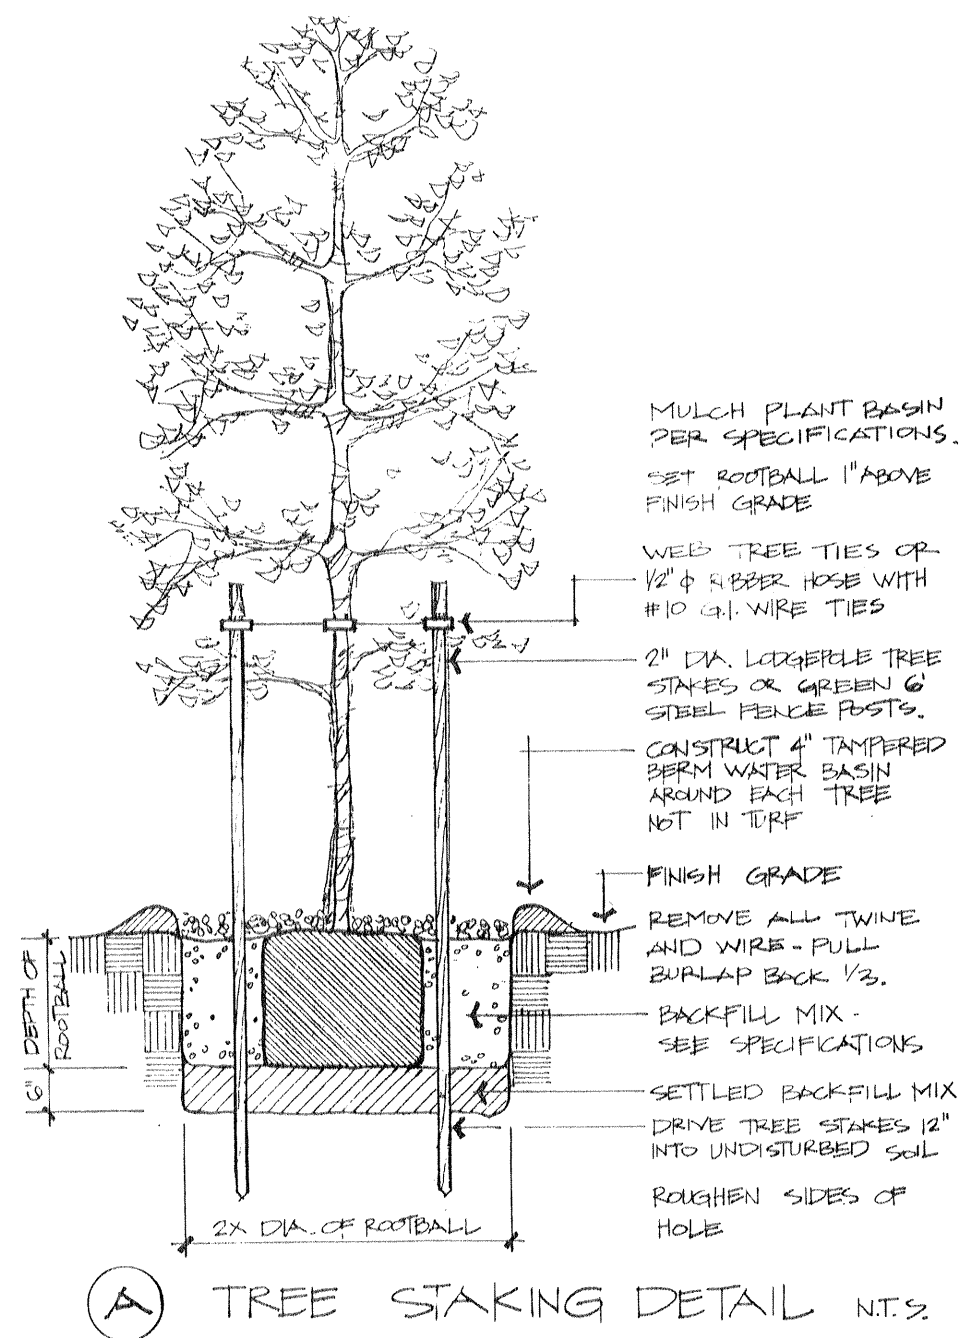 MULCH PLANT BASIN
PER SPECIFICATIONS.
SET ROOTBALL 1" ABOVE
FINISH GRADE
WEB TREE TIES OR
1/2" ϕ RUBBER HOSE WITH
#10 G.I. WIRE TIES
2" DIA. LODGEPOLE TREE
STAKES OR GREEN 6'
STEEL FENCE POSTS.
CONSTRUCT 4" TAMPERED
BERM WATER BASIN
AROUND EACH TREE
NOT IN TURF
FINISH GRADE
REMOVE ALL TWINE
AND WIRE - PULL
BURLAP BACK 1/3.
BACKFILL MIX -
SEE SPECIFICATIONS
SETTLED BACKFILL MIX
DRIVE TREE STAKES 12"
INTO UNDISTURBED SOIL
ROUGHEN SIDES OF
HOLE
DEPTH OF
ROOTBALL
6"
2X DIA. OF ROOTBALL
A TREE STAKING DETAIL N.T.S.